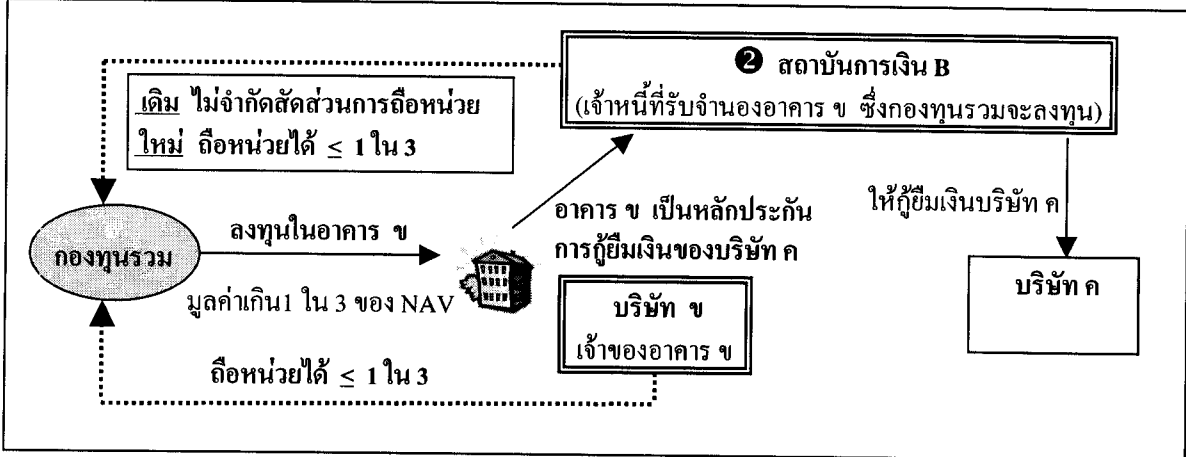 ❷ สถาบันการเงิน B
(เจ้าหนี้ที่รับจำนองอาคาร ข ซึ่งกองทุนรวมจะลงทุน)
เดิม ไม่จำกัดสัดส่วนการถือหน่วย
ใหม่ ถือหน่วยได้ ≤ 1 ใน 3
กองทุนรวม
ลงทุนในอาคาร ข
มูลค่าเกิน1 ใน 3 ของ NAV
อาคาร ข เป็นหลักประกัน
การกู้ยืมเงินของบริษัท ค
ให้กู้ยืมเงินบริษัท ค
บริษัท ข
เจ้าของอาคาร ข
บริษัท ค
ถือหน่วยได้ ≤ 1 ใน 3